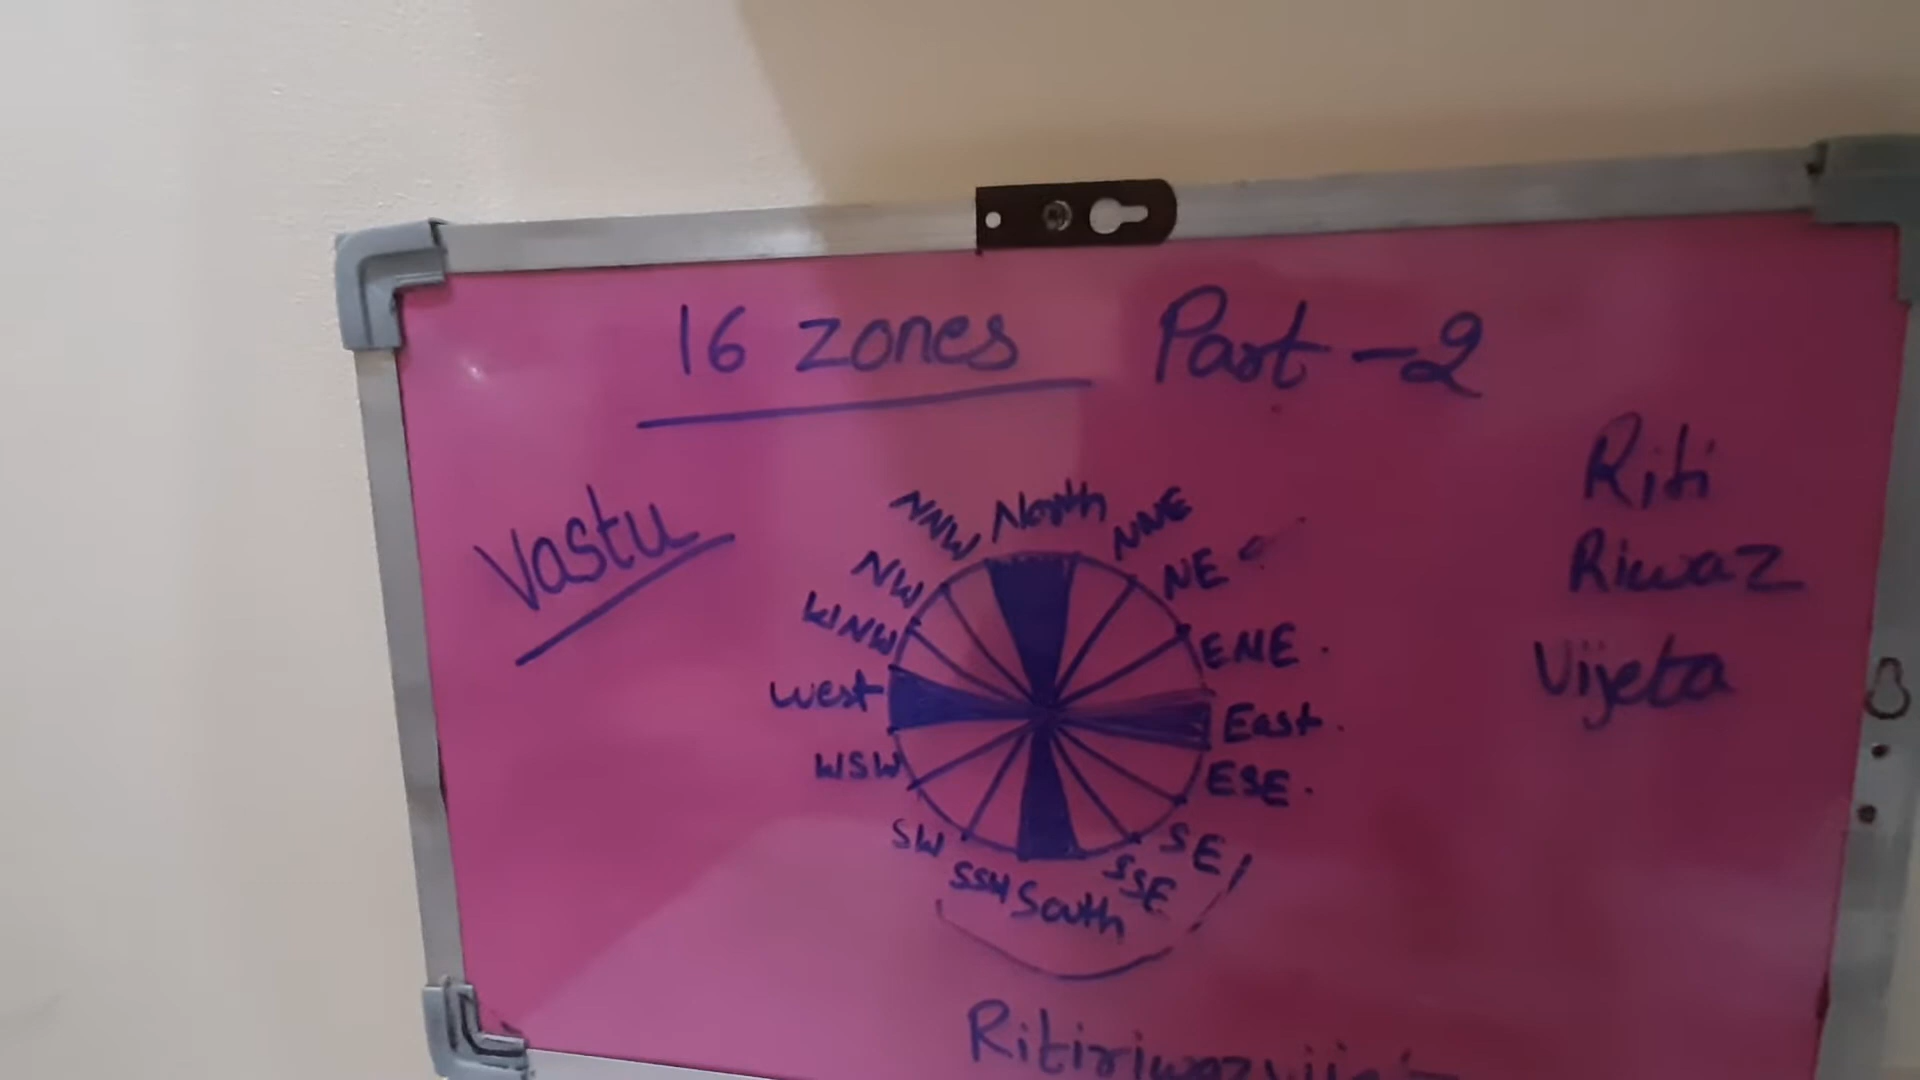 16 zones Part-2
Vastu
Riti
Riwaz
Vijeta
NNW
North
NNE
NW
NE
WNW
ENE
West
East
WSW
ESE
SW
SE
SSW
South
SSE